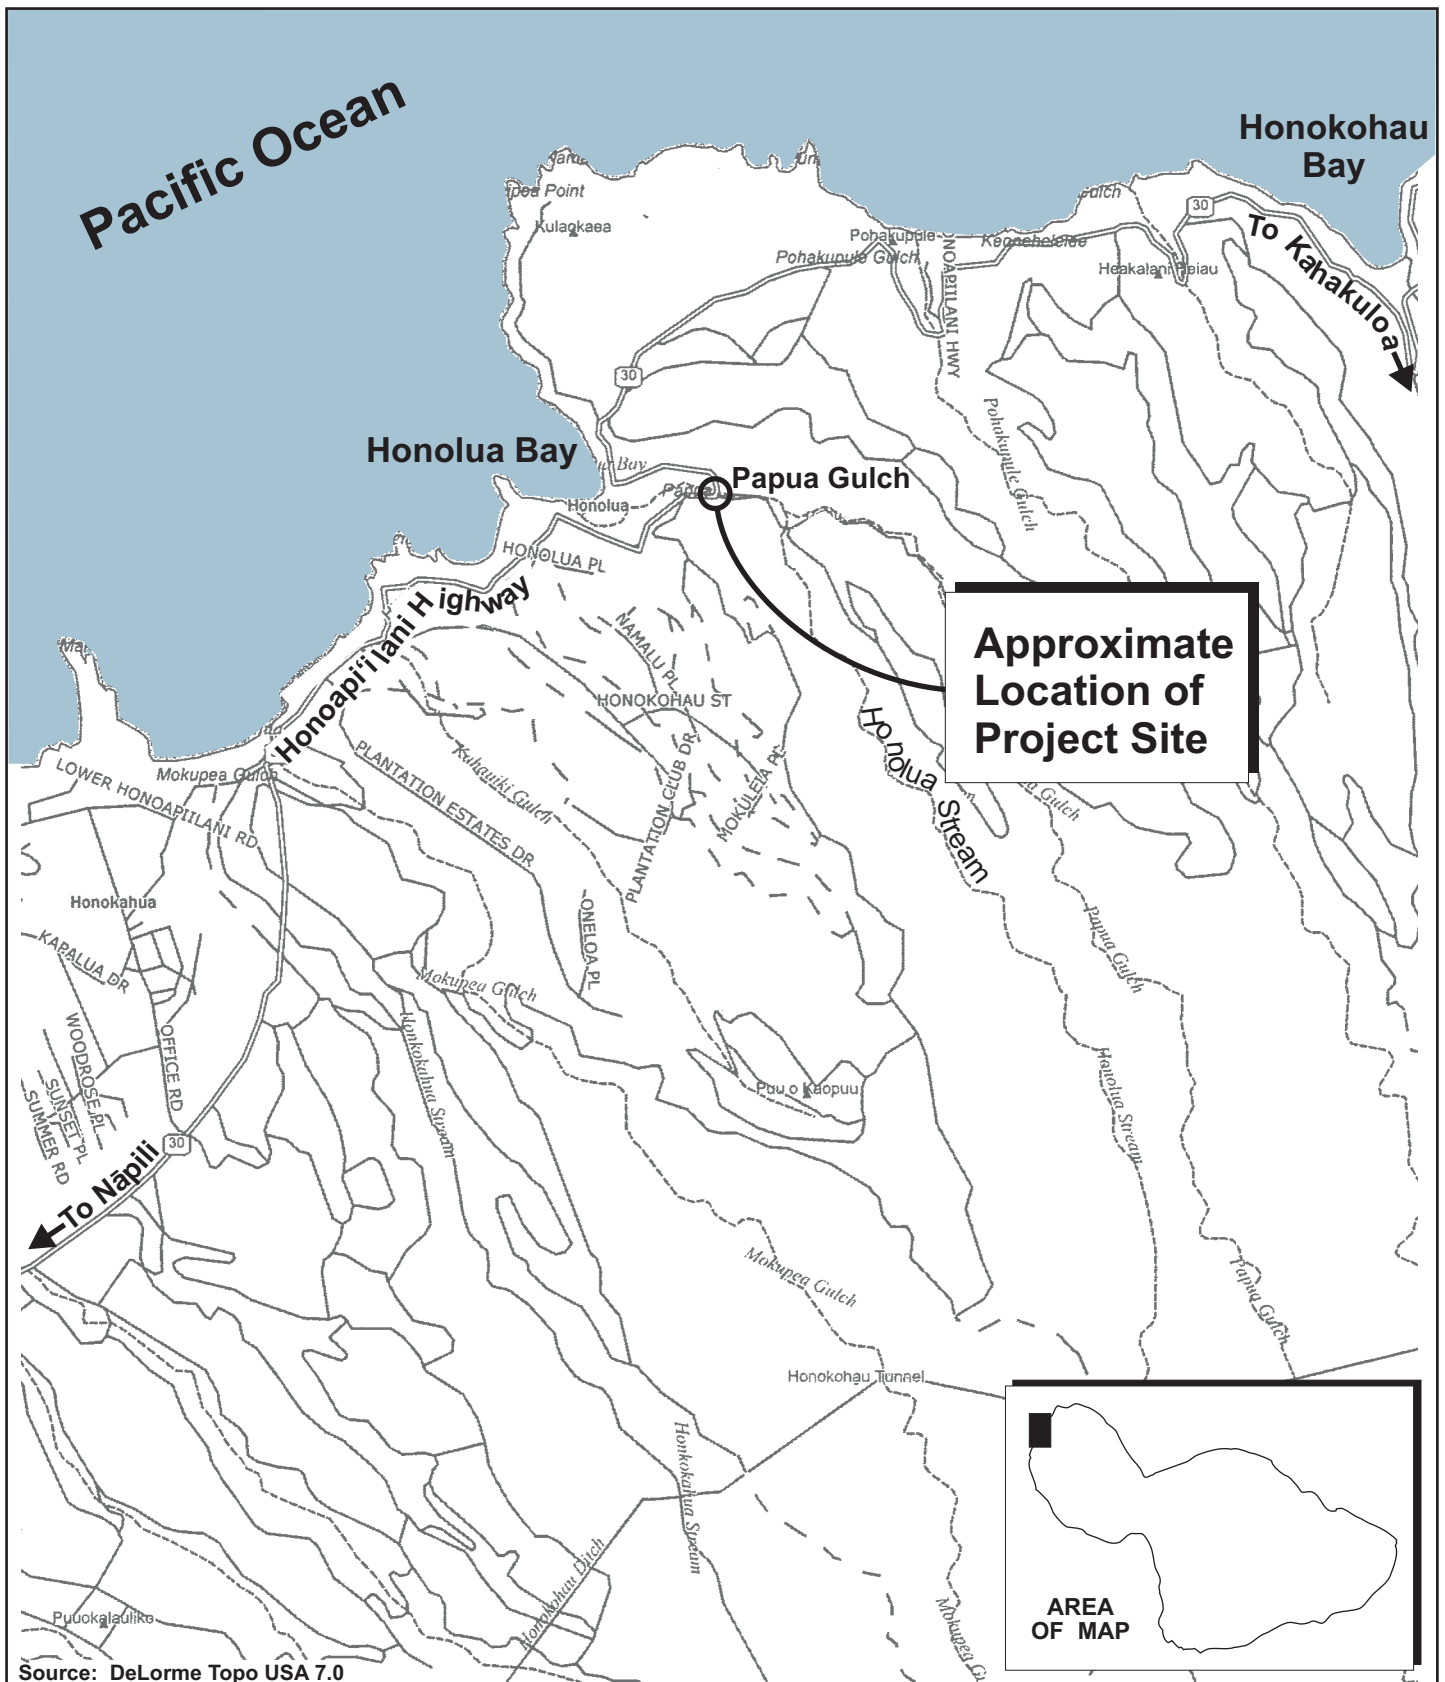 Pacific Ocean
Honokohau
Bay
Kulaokaea
Pohakupule
Pohakupule Gulch
Keonehelelee
Heakalani Heiau
30
To Kahakuloa
30
Honolua Bay
Papua Gulch
Honolua
HONOLUA PL
Pohakupule Gulch
Honoapi‘ilani Highway
Approximate
Location of
Project Site
NAMALU PL
HONOKOHAU ST
PLANTATION CLUB DR
MOKULEIA PL
Kahauiki Gulch
PLANTATION ESTATES DR
Mokupea Gulch
LOWER HONOAPIILANI RD
Honolua Stream
Honokahua
KAPALUA DR
ONELOA PL
Papua Gulch
Mokupea Gulch
WOODROSE PL
OFFICE RD
SUNSET PL
SUMMER RD
Honkokahua Stream
Puu o Kaopuu
Honolua Stream
30
To Nāpili
Mokupea Gulch
Papua Gulch
Honokohau Tunnel
Honkokahua Stream
Honokohau Ditch
Puuokalauliko
AREA
OF MAP
Source: DeLorme Topo USA 7.0